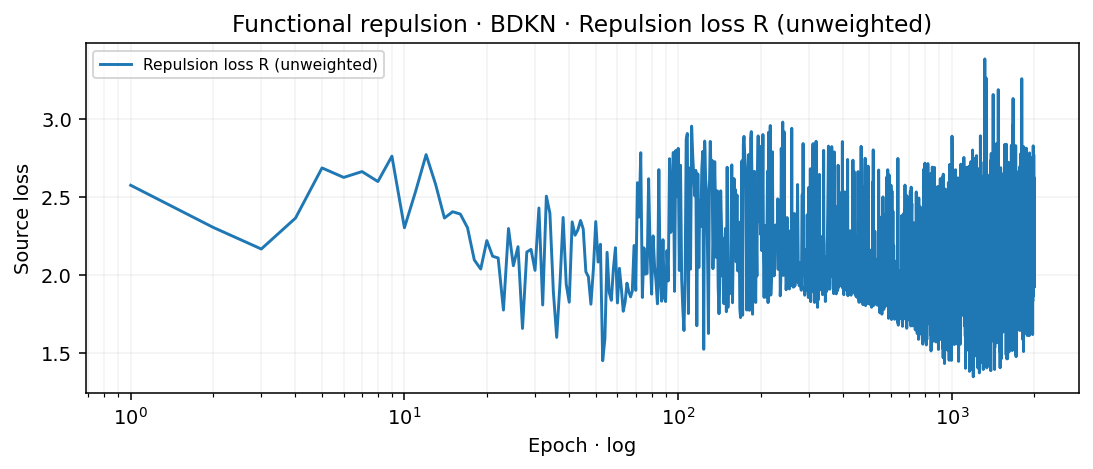 Functional repulsion · BDKN · Repulsion loss R (unweighted)
Repulsion loss R (unweighted)
Source loss
3.0
2.5
2.0
1.5
10⁰ 10¹ 10² 10³
Epoch · log